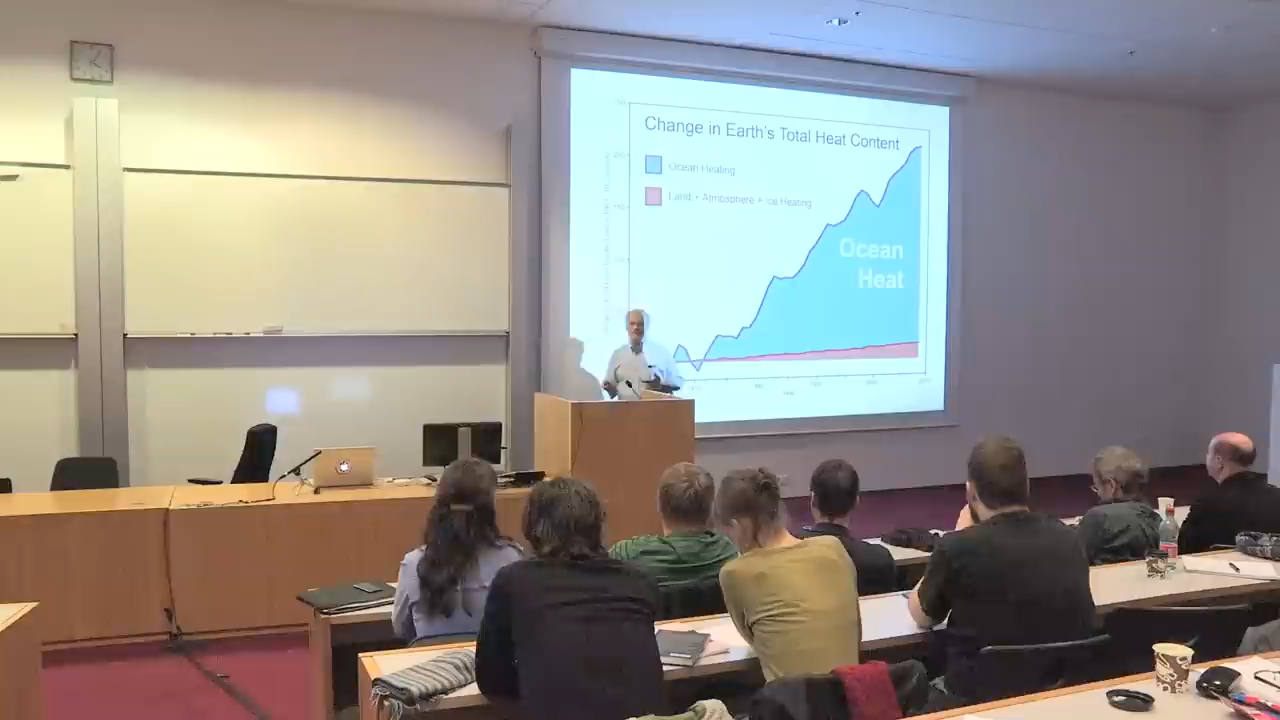 Change in Earth's Total Heat Content
Ocean Heating
Land + Atmosphere + Ice Heating
Ocean
Heat